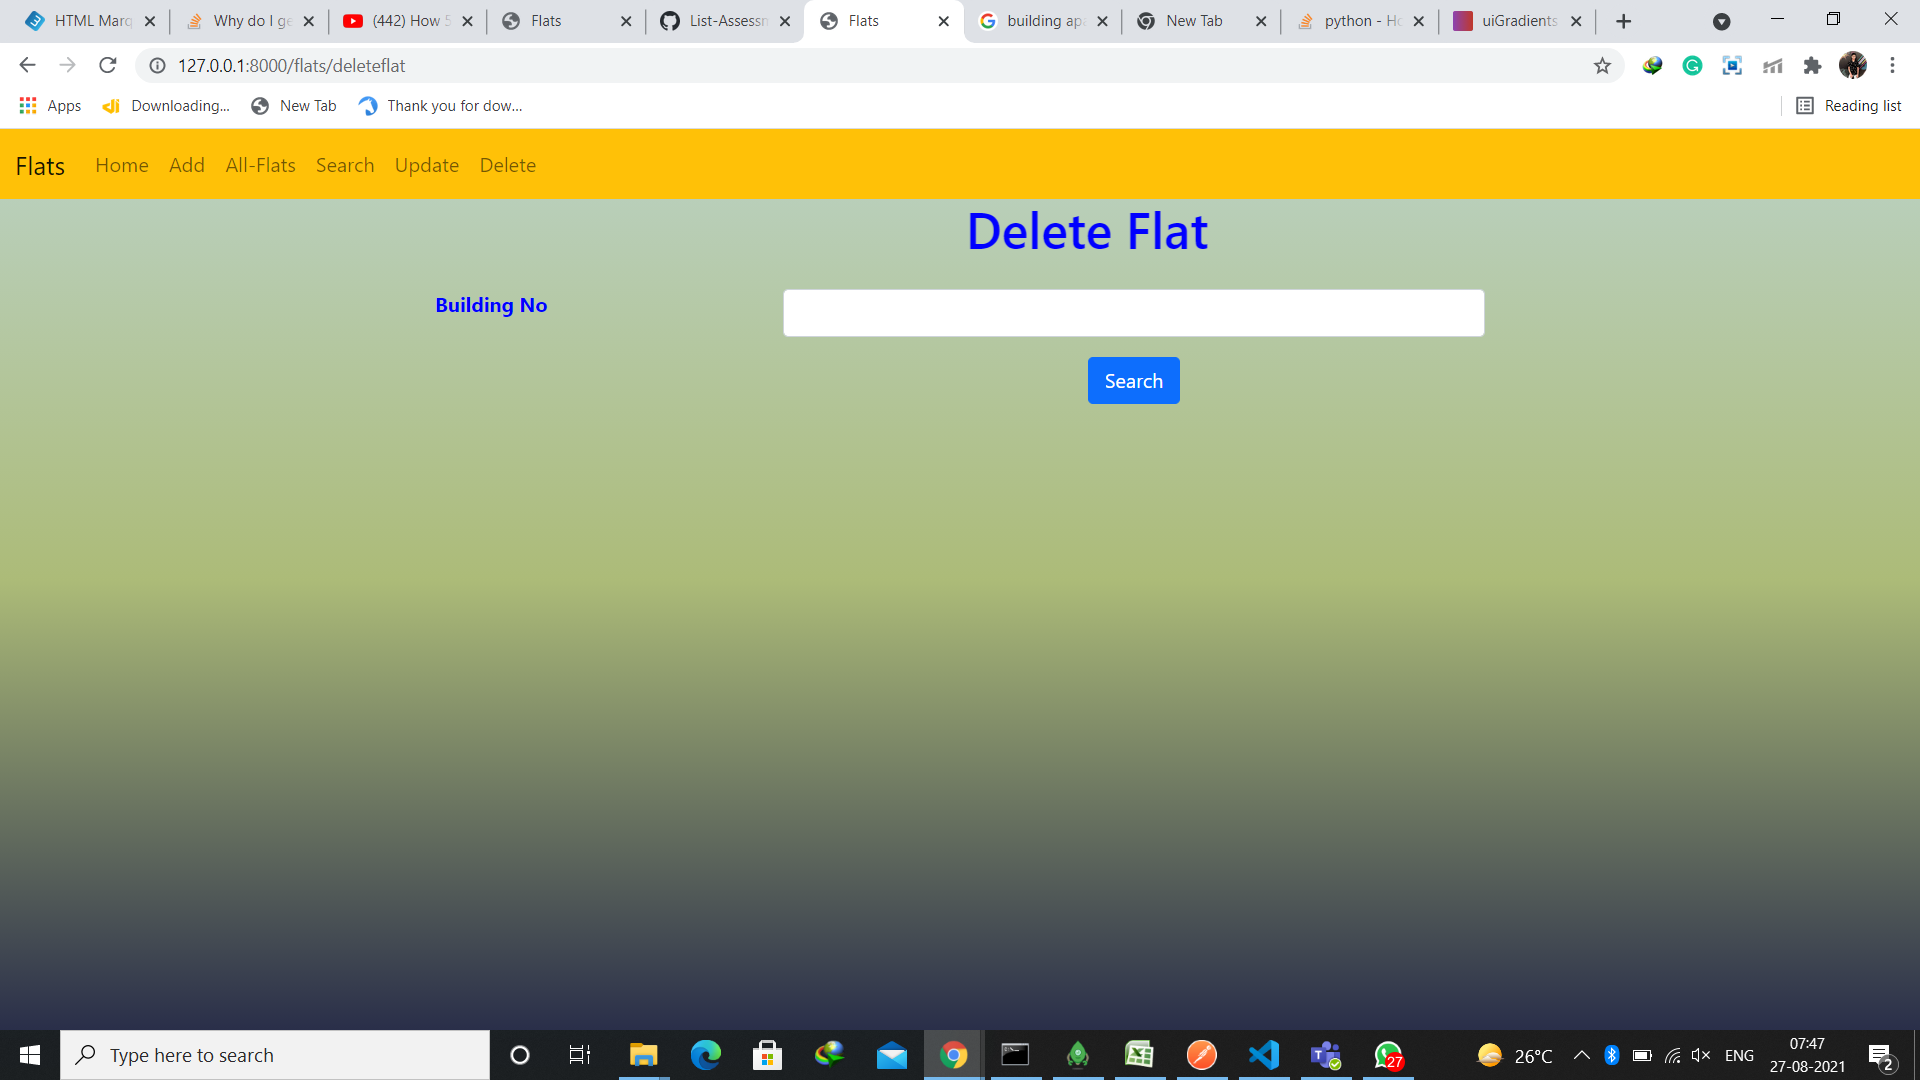 HTML Marq
Why do I ge
(442) How 5
Flats
List-Assessm
Flats
building apa
New Tab
python - Ho
uiGradients
127.0.0.1:8000/flats/deleteflat
Apps
Downloading...
New Tab
Thank you for dow...
Reading list
Flats
Home
Add
All-Flats
Search
Update
Delete
Delete Flat
Building No
Search
Type here to search
27
26°C
ENG
07:47
27-08-2021
2